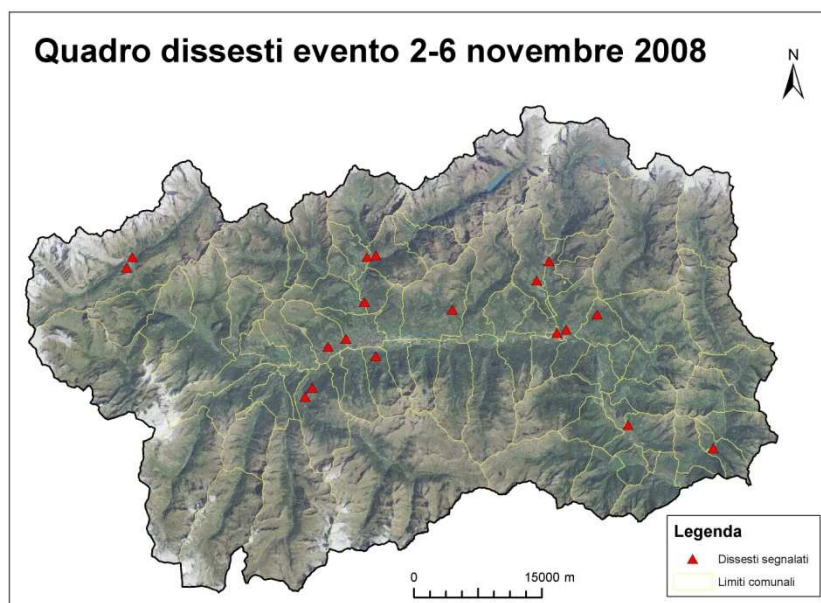 Quadro dissesti evento 2-6 novembre 2008
N
Legenda
Dissesti segnalati
Limiti comunali
0 15000 m